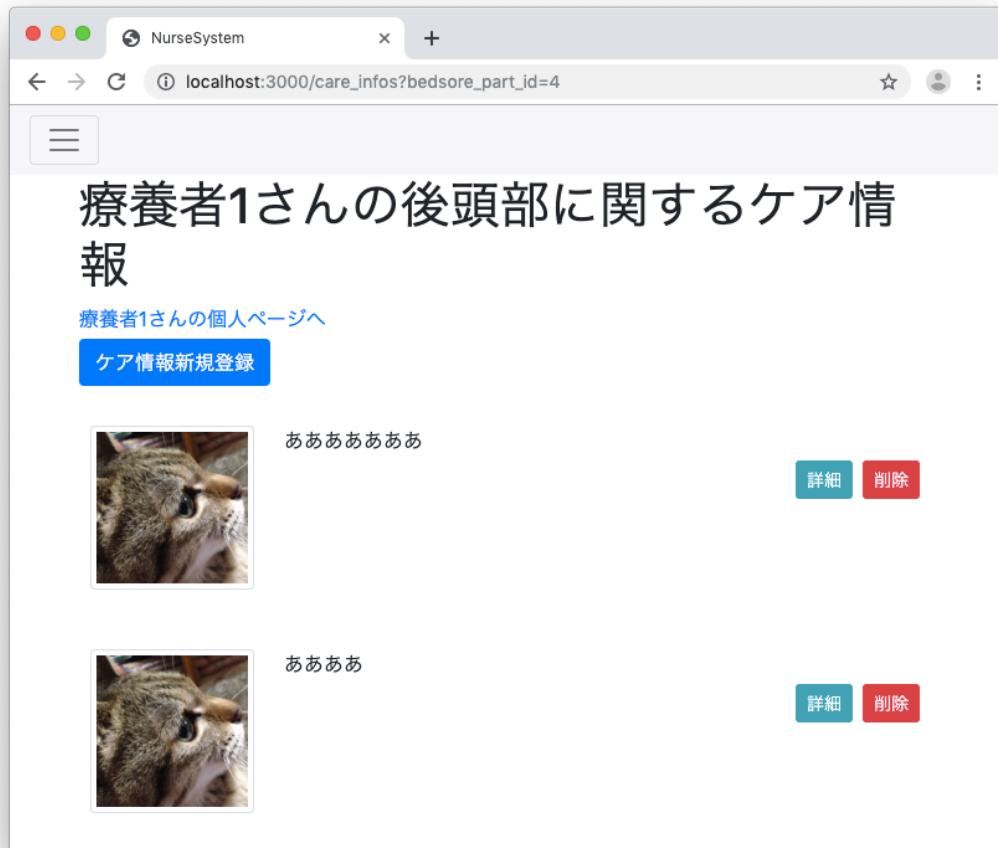 NurseSystem
localhost:3000/care_infos?bedsore_part_id=4
療養者1さんの後頭部に関するケア情
報
療養者1さんの個人ページへ
ケア情報新規登録
あああああああ
詳細 削除
ああああ
詳細 削除